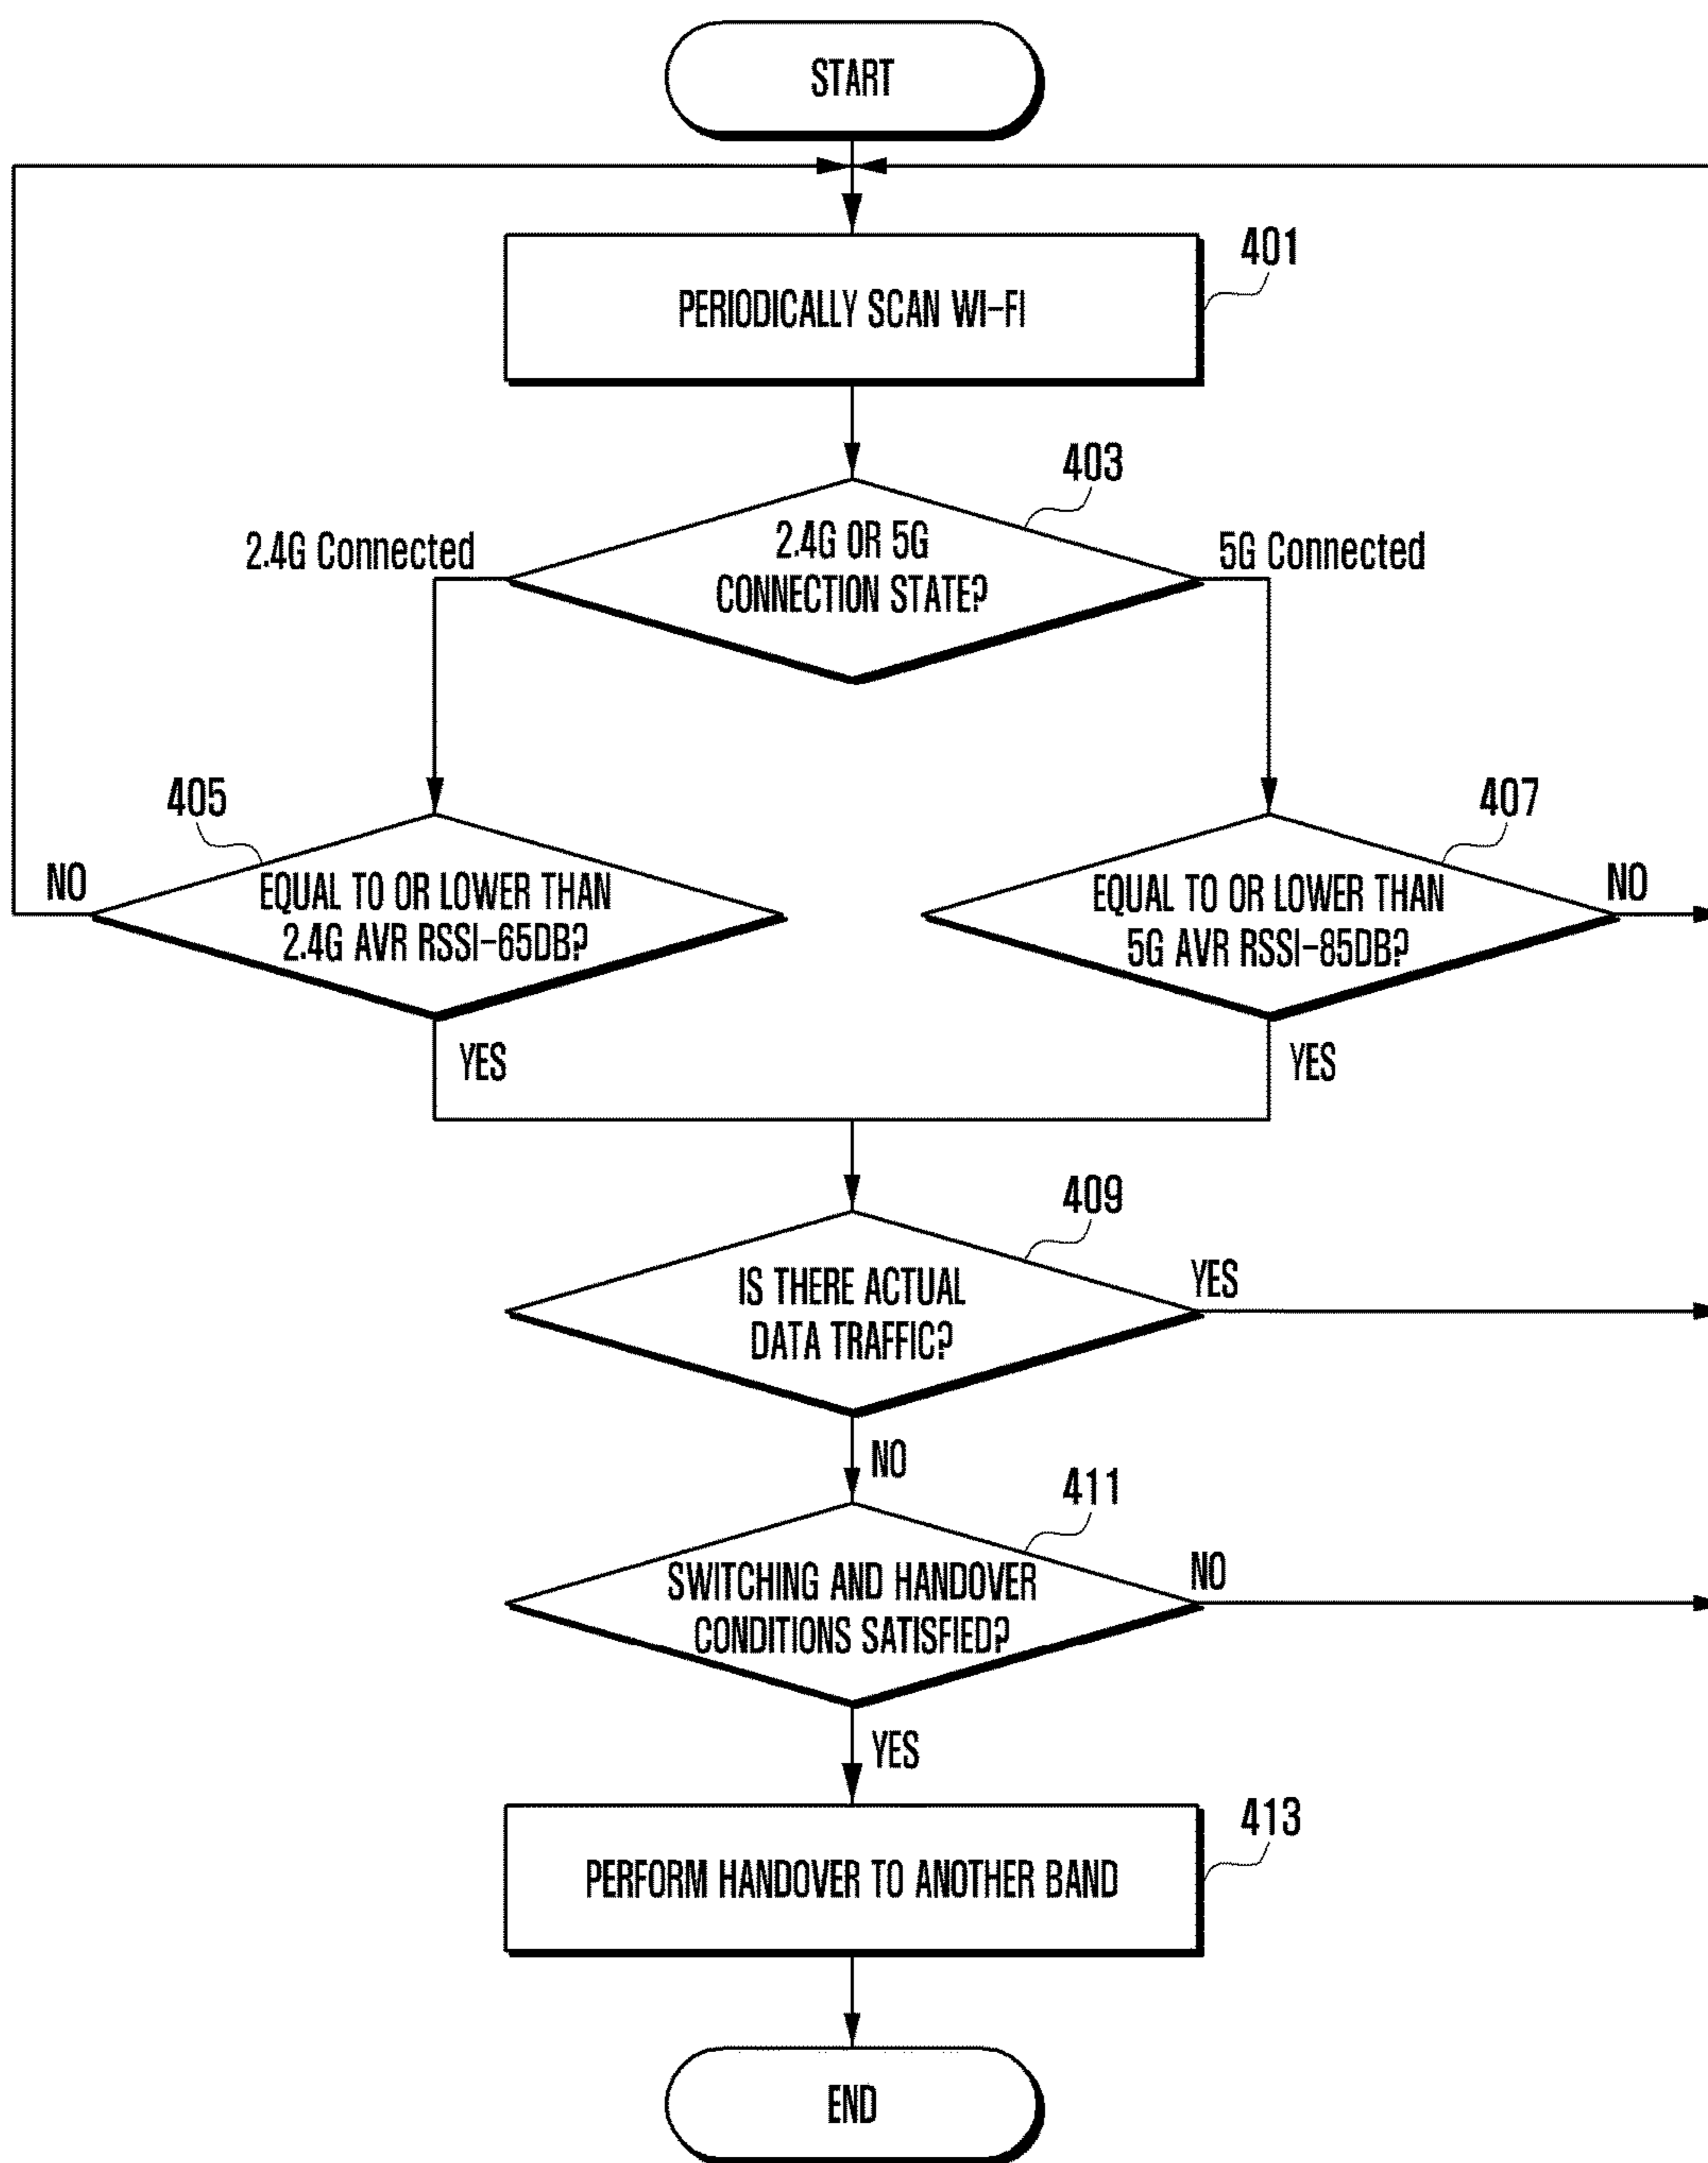 START
401
PERIODICALLY SCAN WI-FI
403
2.4G Connected
2.4G OR 5G
CONNECTION STATE?
5G Connected
405
407
NO
EQUAL TO OR LOWER THAN
2.4G AVR RSSI-65DB?
EQUAL TO OR LOWER THAN
5G AVR RSSI-85DB?
NO
YES
YES
409
IS THERE ACTUAL
DATA TRAFFIC?
YES
NO
411
SWITCHING AND HANDOVER
CONDITIONS SATISFIED?
NO
YES
413
PERFORM HANDOVER TO ANOTHER BAND
END